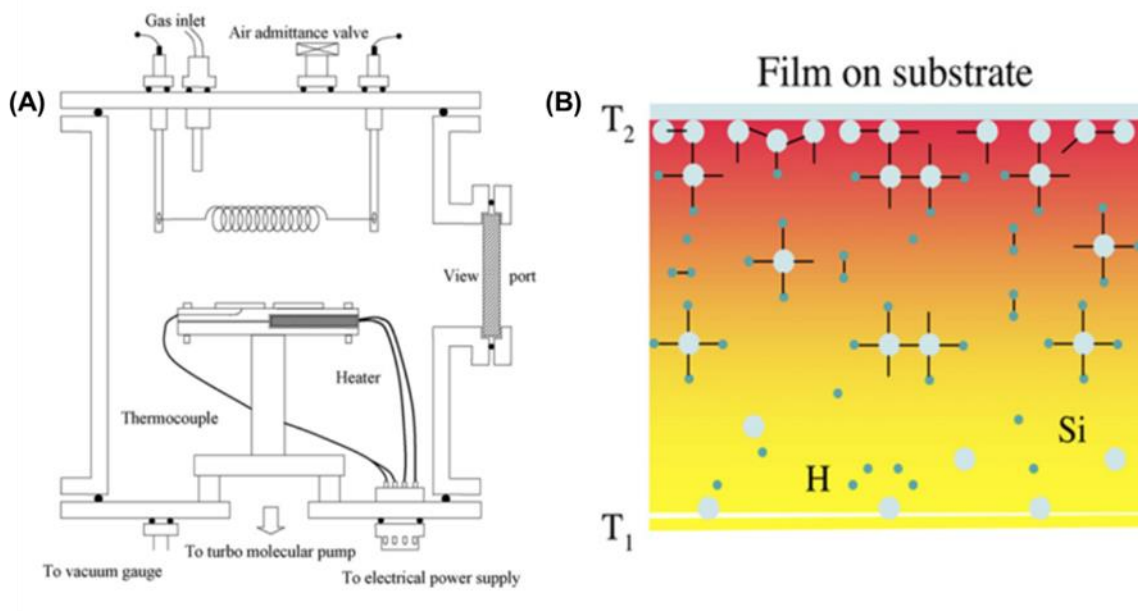 (A)
Gas inlet
Air admittance valve
View port
Heater
Thermocouple
To turbo molecular pump
To vacuum gauge
To electrical power supply
(B)
Film on substrate
T2
Si
H
T1